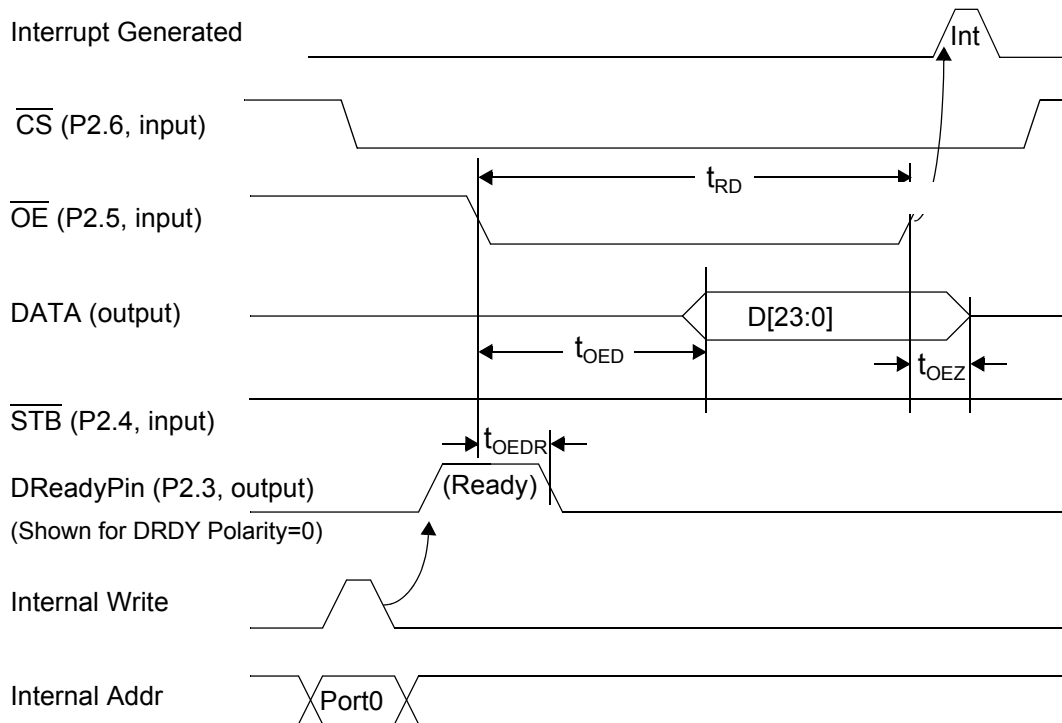 Interrupt Generated
Int
CS (P2.6, input)
tRD
OE (P2.5, input)
DATA (output)
D[23:0]
tOED
tOEZ
STB (P2.4, input)
tOEDR
DReadyPin (P2.3, output)
(Ready)
(Shown for DRDY Polarity=0)
Internal Write
Internal Addr
Port0